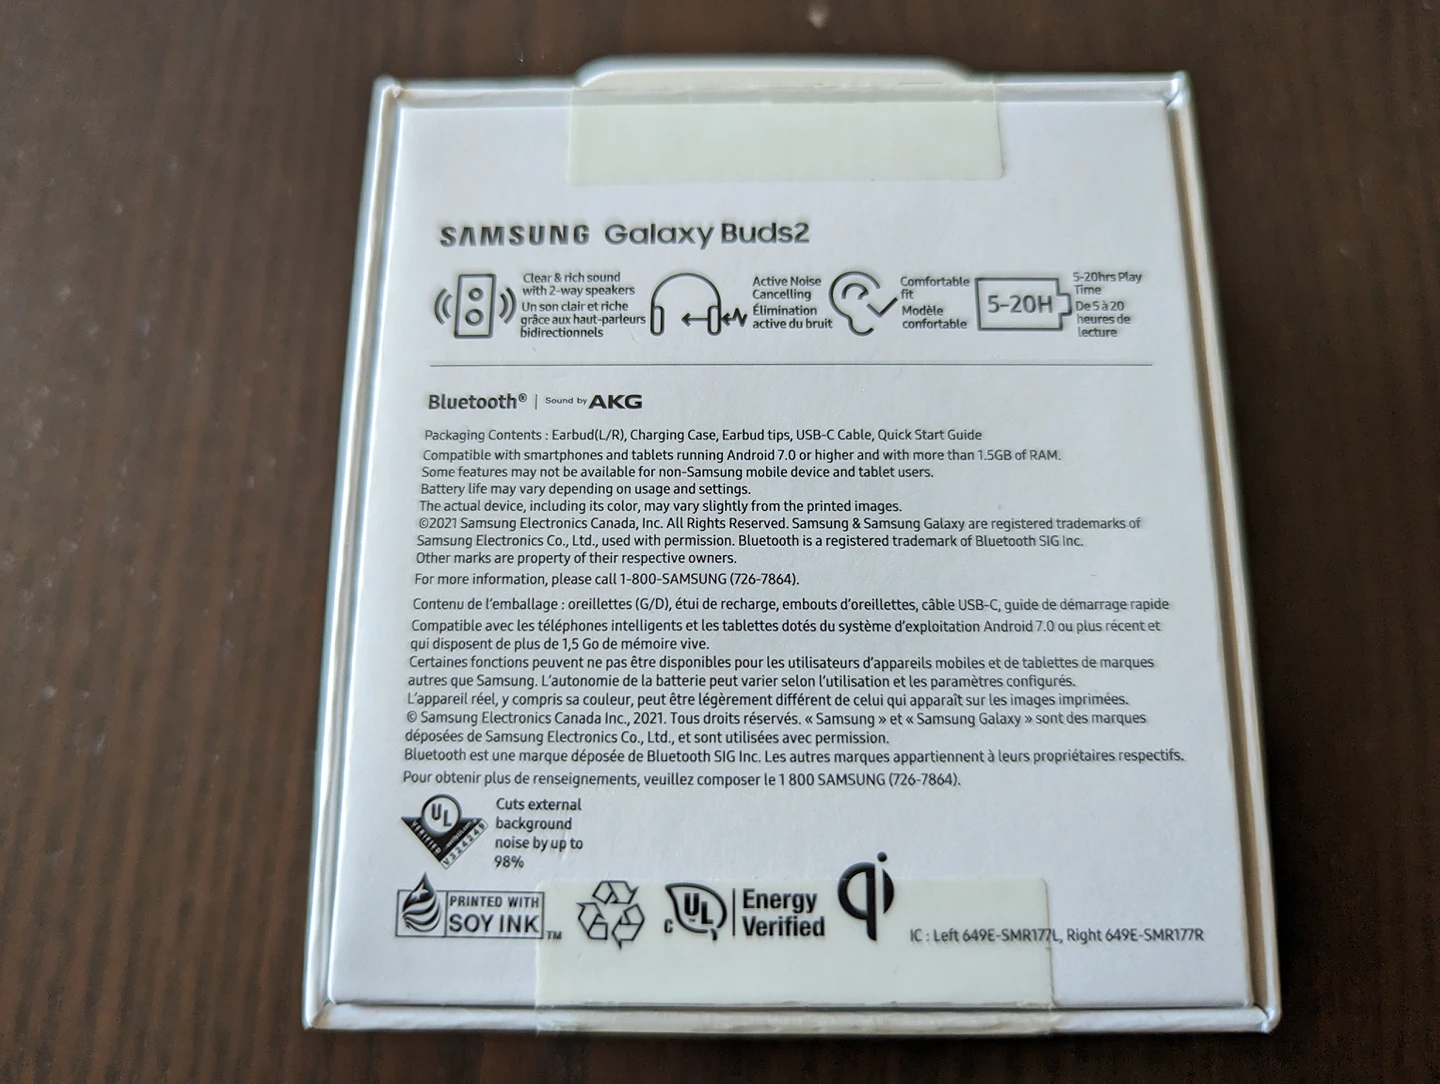 SAMSUNG Galaxy Buds2
Clear & rich sound
with 2-way speakers
Un son clair et riche
grâce aux haut-parleurs
bidirectionnels
Active Noise
Cancelling
Élimination
active du bruit
Comfortable
fit
Modèle
confortable
5-20H
5-20hrs Play
Time
De 5 à 20
heures de
lecture
Bluetooth® | Sound by AKG
Packaging Contents : Earbud(L/R), Charging Case, Earbud tips, USB-C Cable, Quick Start Guide
Compatible with smartphones and tablets running Android 7.0 or higher and with more than 1.5GB of RAM.
Some features may not be available for non-Samsung mobile device and tablet users.
Battery life may vary depending on usage and settings.
The actual device, including its color, may vary slightly from the printed images.
©2021 Samsung Electronics Canada, Inc. All Rights Reserved. Samsung & Samsung Galaxy are registered trademarks of
Samsung Electronics Co., Ltd., used with permission. Bluetooth is a registered trademark of Bluetooth SIG Inc.
Other marks are property of their respective owners.
For more information, please call 1-800-SAMSUNG (726-7864).
Contenu de l'emballage : oreillettes (G/D), étui de recharge, embouts d'oreillettes, câble USB-C, guide de démarrage rapide
Compatible avec les téléphones intelligents et les tablettes dotés du système d'exploitation Android 7.0 ou plus récent et
qui disposent de plus de 1,5 Go de mémoire vive.
Certaines fonctions peuvent ne pas être disponibles pour les utilisateurs d'appareils mobiles et de tablettes de marques
autres que Samsung. L'autonomie de la batterie peut varier selon l'utilisation et les paramètres configurés.
L'appareil réel, y compris sa couleur, peut être légèrement différent de celui qui apparaît sur les images imprimées.
© Samsung Electronics Canada Inc., 2021. Tous droits réservés. « Samsung » et « Samsung Galaxy » sont des marques
déposées de Samsung Electronics Co., Ltd., et sont utilisées avec permission.
Bluetooth est une marque déposée de Bluetooth SIG Inc. Les autres marques appartiennent à leurs propriétaires respectifs.
Pour obtenir plus de renseignements, veuillez composer le 1 800 SAMSUNG (726-7864).
UL
VERIFIED
V324245
Cuts external
background
noise by up to
98%
PRINTED WITH
SOY INK TM
C UL
Energy
Verified
qi
IC : Left 649E-SMR177L, Right 649E-SMR177R